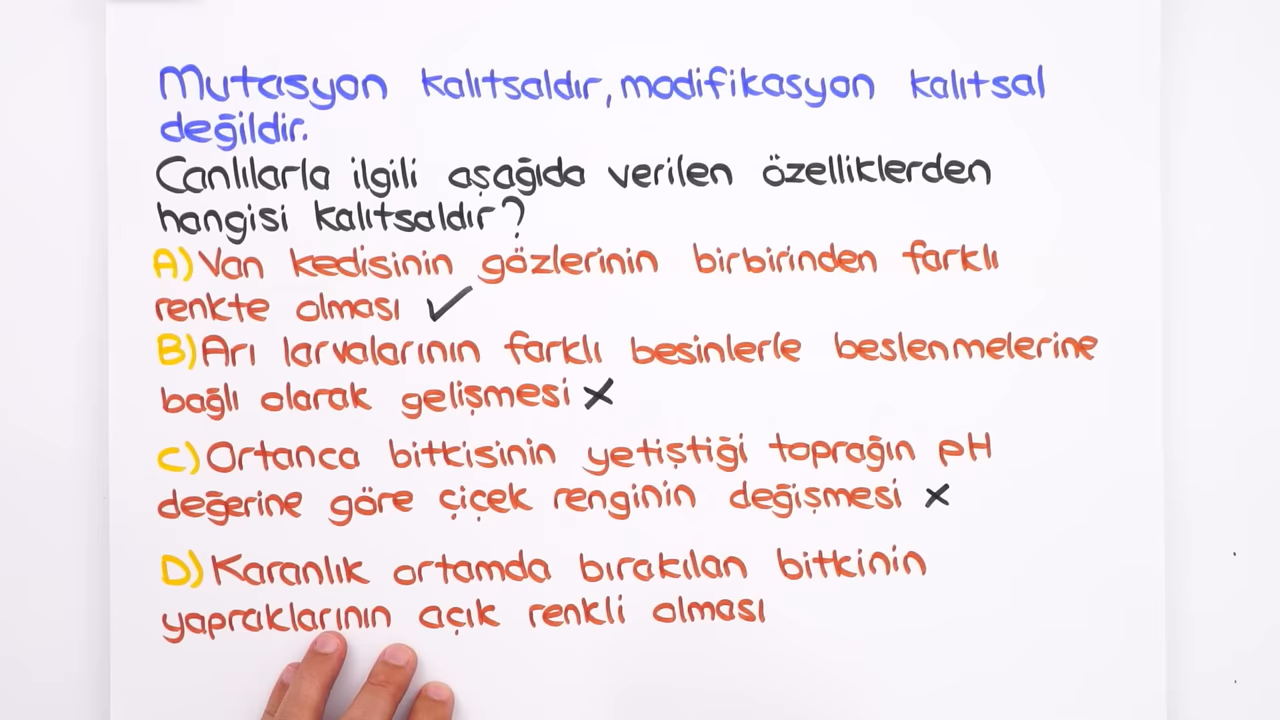 Mutasyon kalıtsaldır, modifikasyon kalıtsal
değildir.
Canlılarla ilgili aşağıda verilen özelliklerden
hangisi kalıtsaldır?
A) Van kedisinin gözlerinin birbirinden farklı
renkte olması ✓
B) Arı larvalarının farklı besinlerle beslenmelerine
bağlı olarak gelişmesi ×
C) Ortanca bitkisinin yetiştiği toprağın pH
değerine göre çiçek renginin değişmesi ×
D) Karanlık ortamda bırakılan bitkinin
yapraklarının açık renkli olması